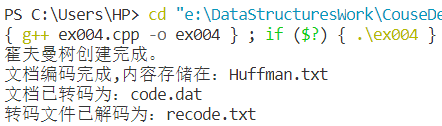 PS C:\Users\HP> cd "e:\DataStructuresWork\CouseDe
{ g++ ex004.cpp -o ex004 } ; if ($?) { .\ex004 }
霍夫曼树创建完成。
文档编码完成,内容存储在: Huffman.txt
文档已转码为: code.dat
转码文件已解码为: recode.txt